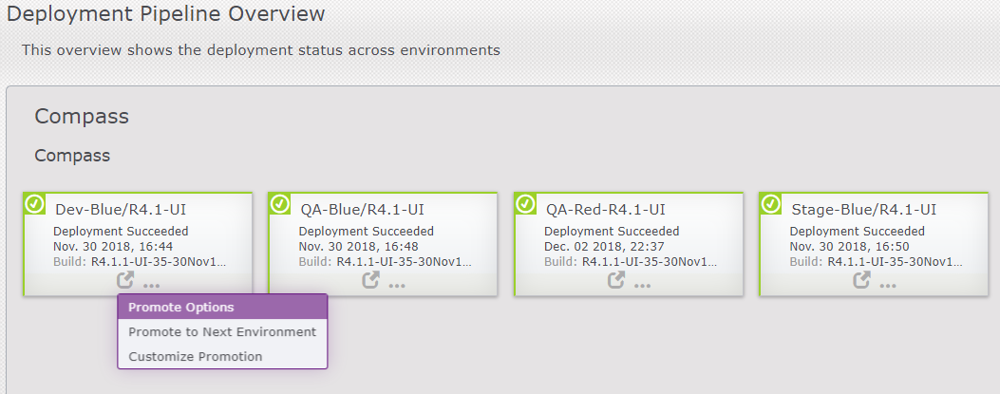 Deployment Pipeline Overview
This overview shows the deployment status across environments
Compass
Compass
Dev-Blue/R4.1-UI
Deployment Succeeded
Nov. 30 2018, 16:44
Build: R4.1.1-UI-35-30Nov1...
...
QA-Blue/R4.1-UI
Deployment Succeeded
Nov. 30 2018, 16:48
Build: R4.1.1-UI-35-30Nov1...
...
QA-Red-R4.1-UI
Deployment Succeeded
Dec. 02 2018, 22:37
Build: R4.1.1-UI-35-30Nov1...
...
Stage-Blue/R4.1-UI
Deployment Succeeded
Nov. 30 2018, 16:50
Build: R4.1.1-UI-35-30Nov1...
...
Promote Options
Promote to Next Environment
Customize Promotion